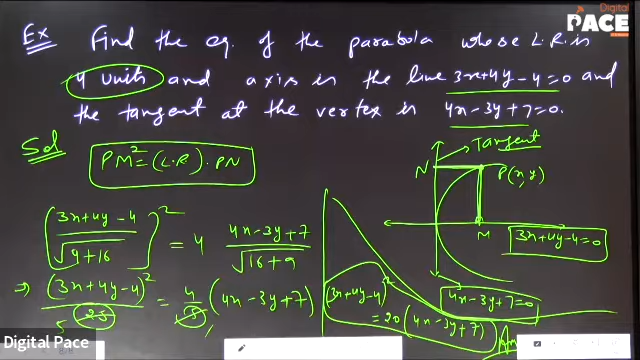 Digital
PACE
Ex Find the eq. of the parabola whose L.R. is
4 units and axis is the line 3x+4y-4=0 and
the tangent at the vertex is 4x-3y+7=0.
Sol
PM² = (L.R) . PN
[(3x+4y-4)/√(9+16)]² = 4 (4x-3y+7)/√(16+9)
⇒ (3x+4y-4)²/25 = 4/5 (4x-3y+7)
5
Tangent
N
P(x,y)
M
3x+4y-4=0
4x-3y+7=0
(3x+4y-4)²
= 20(4x-3y+7) Ans
Digital Pace